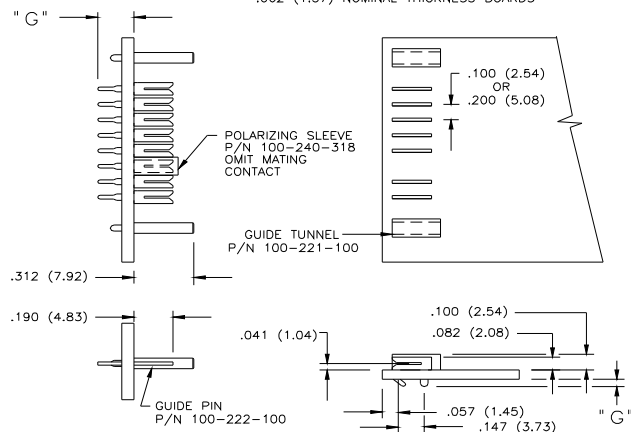 .062 (1.57) NOMINAL THICKNESS BOARDS
"G"
.100 (2.54)
OR
.200 (5.08)
POLARIZING SLEEVE
P/N 100-240-318
OMIT MATING
CONTACT
GUIDE TUNNEL
P/N 100-221-100
.312 (7.92)
.190 (4.83)
.041 (1.04)
.100 (2.54)
.082 (2.08)
GUIDE PIN
P/N 100-222-100
.057 (1.45)
.147 (3.73)
"G"